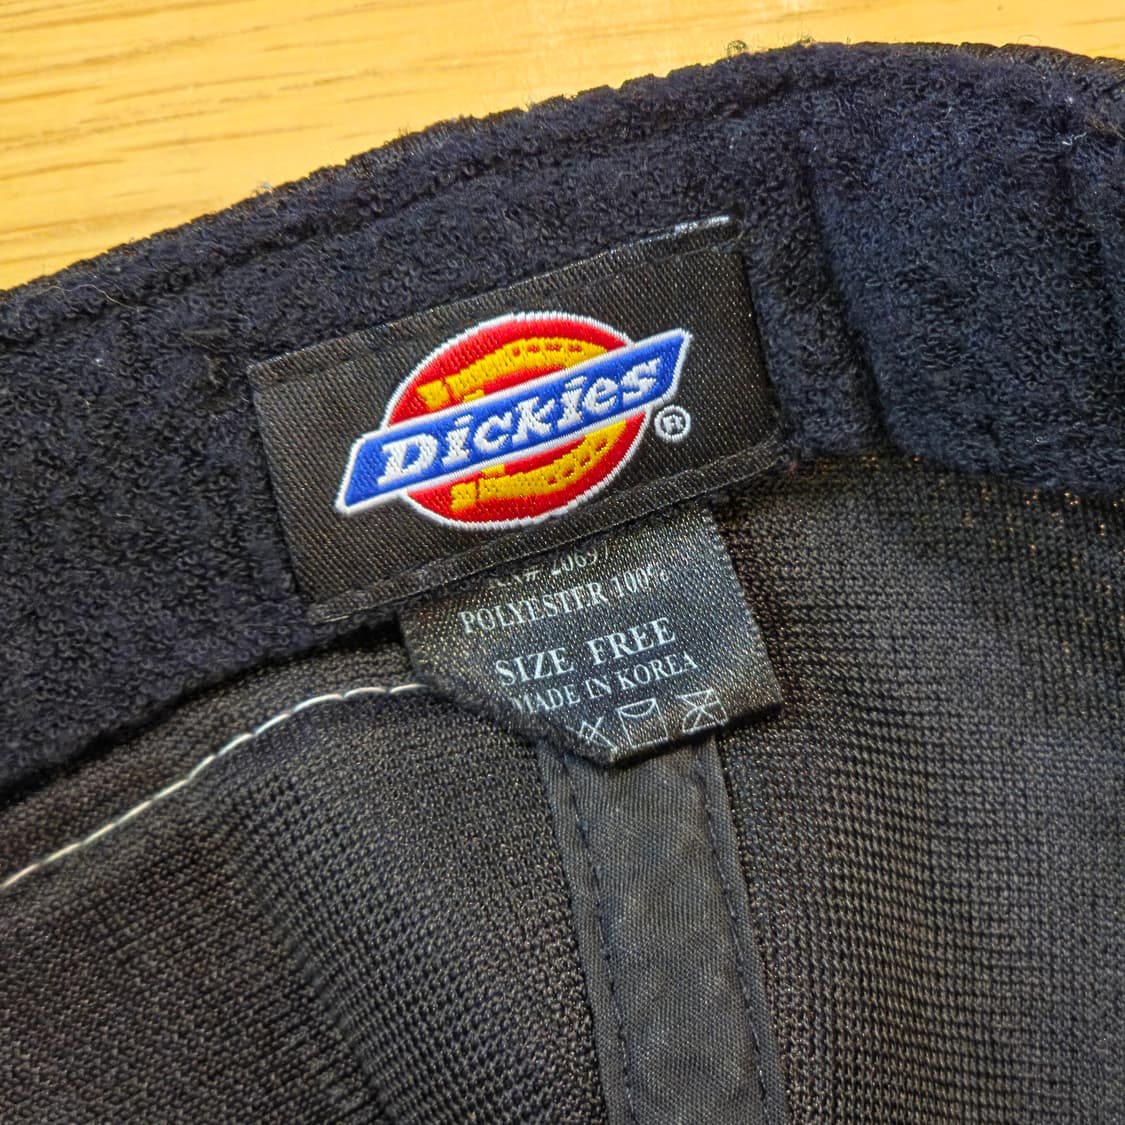 Dickies
®
POLYESTER 100%
SIZE FREE
MADE IN KOREA